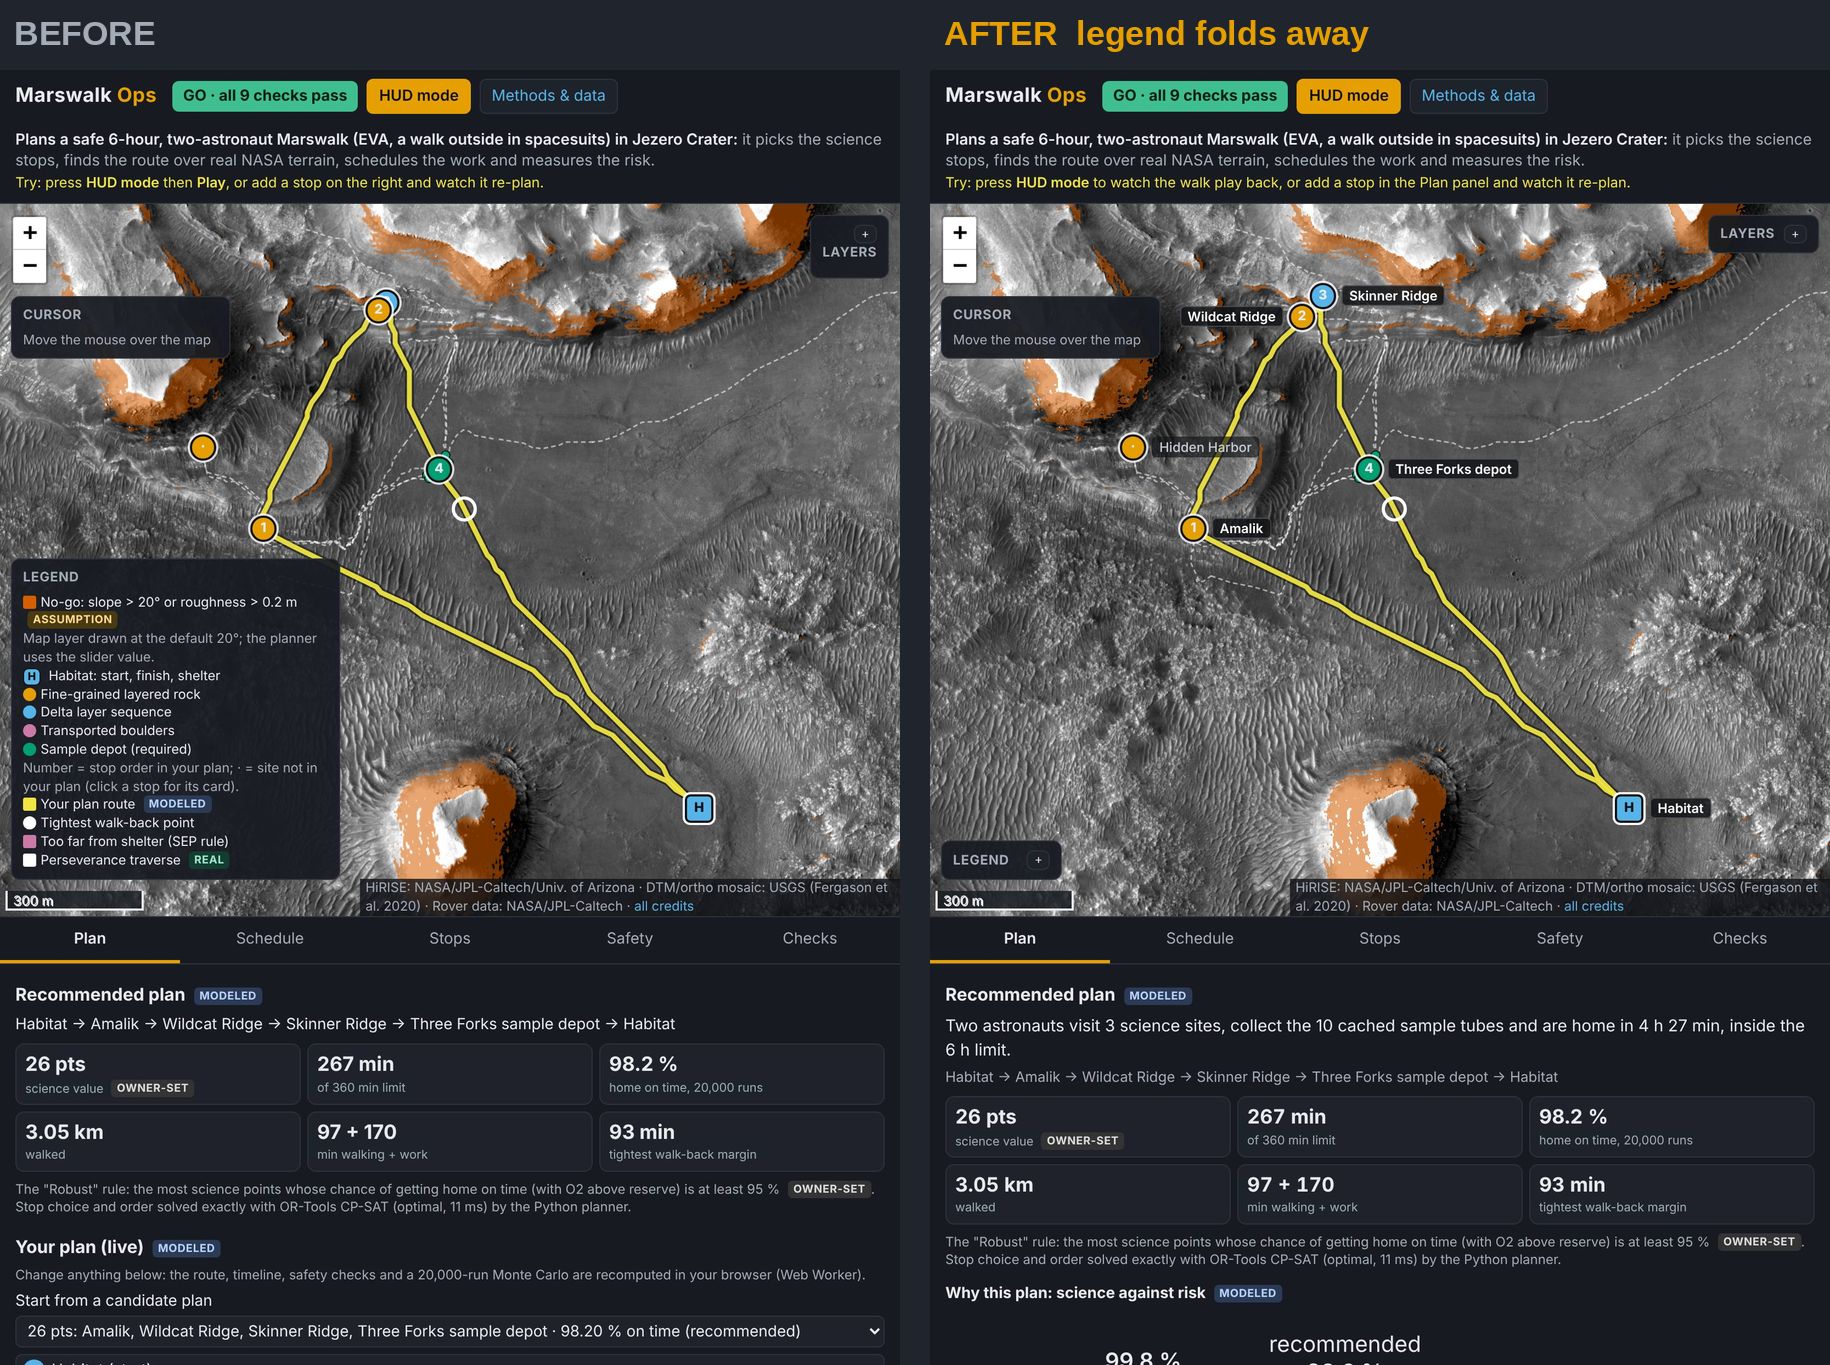 BEFORE
Marswalk Ops
GO · all 9 checks pass
HUD mode
Methods & data
Plans a safe 6-hour, two-astronaut Marswalk (EVA, a walk outside in spacesuits) in Jezero Crater: it picks the science
stops, finds the route over real NASA terrain, schedules the work and measures the risk.
Try: press HUD mode then Play, or add a stop on the right and watch it re-plan.
+
−
+
LAYERS
CURSOR
Move the mouse over the map
2
·
4
1
LEGEND
No-go: slope > 20° or roughness > 0.2 m
ASSUMPTION
Map layer drawn at the default 20°; the planner
uses the slider value.
H Habitat: start, finish, shelter
Fine-grained layered rock
Delta layer sequence
Transported boulders
Sample depot (required)
Number = stop order in your plan; · = site not in
your plan (click a stop for its card).
Your plan route MODELED
Tightest walk-back point
Too far from shelter (SEP rule)
Perseverance traverse REAL
H
300 m
HiRISE: NASA/JPL-Caltech/Univ. of Arizona · DTM/ortho mosaic: USGS (Fergason et
al. 2020) · Rover data: NASA/JPL-Caltech · all credits
Plan Schedule Stops Safety Checks
Recommended plan MODELED
Habitat → Amalik → Wildcat Ridge → Skinner Ridge → Three Forks sample depot → Habitat
26 pts
science value OWNER-SET
267 min
of 360 min limit
98.2 %
home on time, 20,000 runs
3.05 km
walked
97 + 170
min walking + work
93 min
tightest walk-back margin
The "Robust" rule: the most science points whose chance of getting home on time (with O2 above reserve) is at least 95 % OWNER-SET.
Stop choice and order solved exactly with OR-Tools CP-SAT (optimal, 11 ms) by the Python planner.
Your plan (live) MODELED
Change anything below: the route, timeline, safety checks and a 20,000-run Monte Carlo are recomputed in your browser (Web Worker).
Start from a candidate plan
26 pts: Amalik, Wildcat Ridge, Skinner Ridge, Three Forks sample depot · 98.20 % on time (recommended)
AFTER legend folds away
Marswalk Ops
GO · all 9 checks pass
HUD mode
Methods & data
Plans a safe 6-hour, two-astronaut Marswalk (EVA, a walk outside in spacesuits) in Jezero Crater: it picks the science
stops, finds the route over real NASA terrain, schedules the work and measures the risk.
Try: press HUD mode to watch the walk play back, or add a stop in the Plan panel and watch it re-plan.
+
−
LAYERS +
CURSOR
Move the mouse over the map
3 Skinner Ridge
Wildcat Ridge 2
· Hidden Harbor
4 Three Forks depot
1 Amalik
H Habitat
LEGEND +
300 m
HiRISE: NASA/JPL-Caltech/Univ. of Arizona · DTM/ortho mosaic: USGS (Fergason et
al. 2020) · Rover data: NASA/JPL-Caltech · all credits
Plan Schedule Stops Safety Checks
Recommended plan MODELED
Two astronauts visit 3 science sites, collect the 10 cached sample tubes and are home in 4 h 27 min, inside the
6 h limit.
Habitat → Amalik → Wildcat Ridge → Skinner Ridge → Three Forks sample depot → Habitat
26 pts
science value OWNER-SET
267 min
of 360 min limit
98.2 %
home on time, 20,000 runs
3.05 km
walked
97 + 170
min walking + work
93 min
tightest walk-back margin
The "Robust" rule: the most science points whose chance of getting home on time (with O2 above reserve) is at least 95 % OWNER-SET.
Stop choice and order solved exactly with OR-Tools CP-SAT (optimal, 11 ms) by the Python planner.
Why this plan: science against risk MODELED
recommended
99.8 %